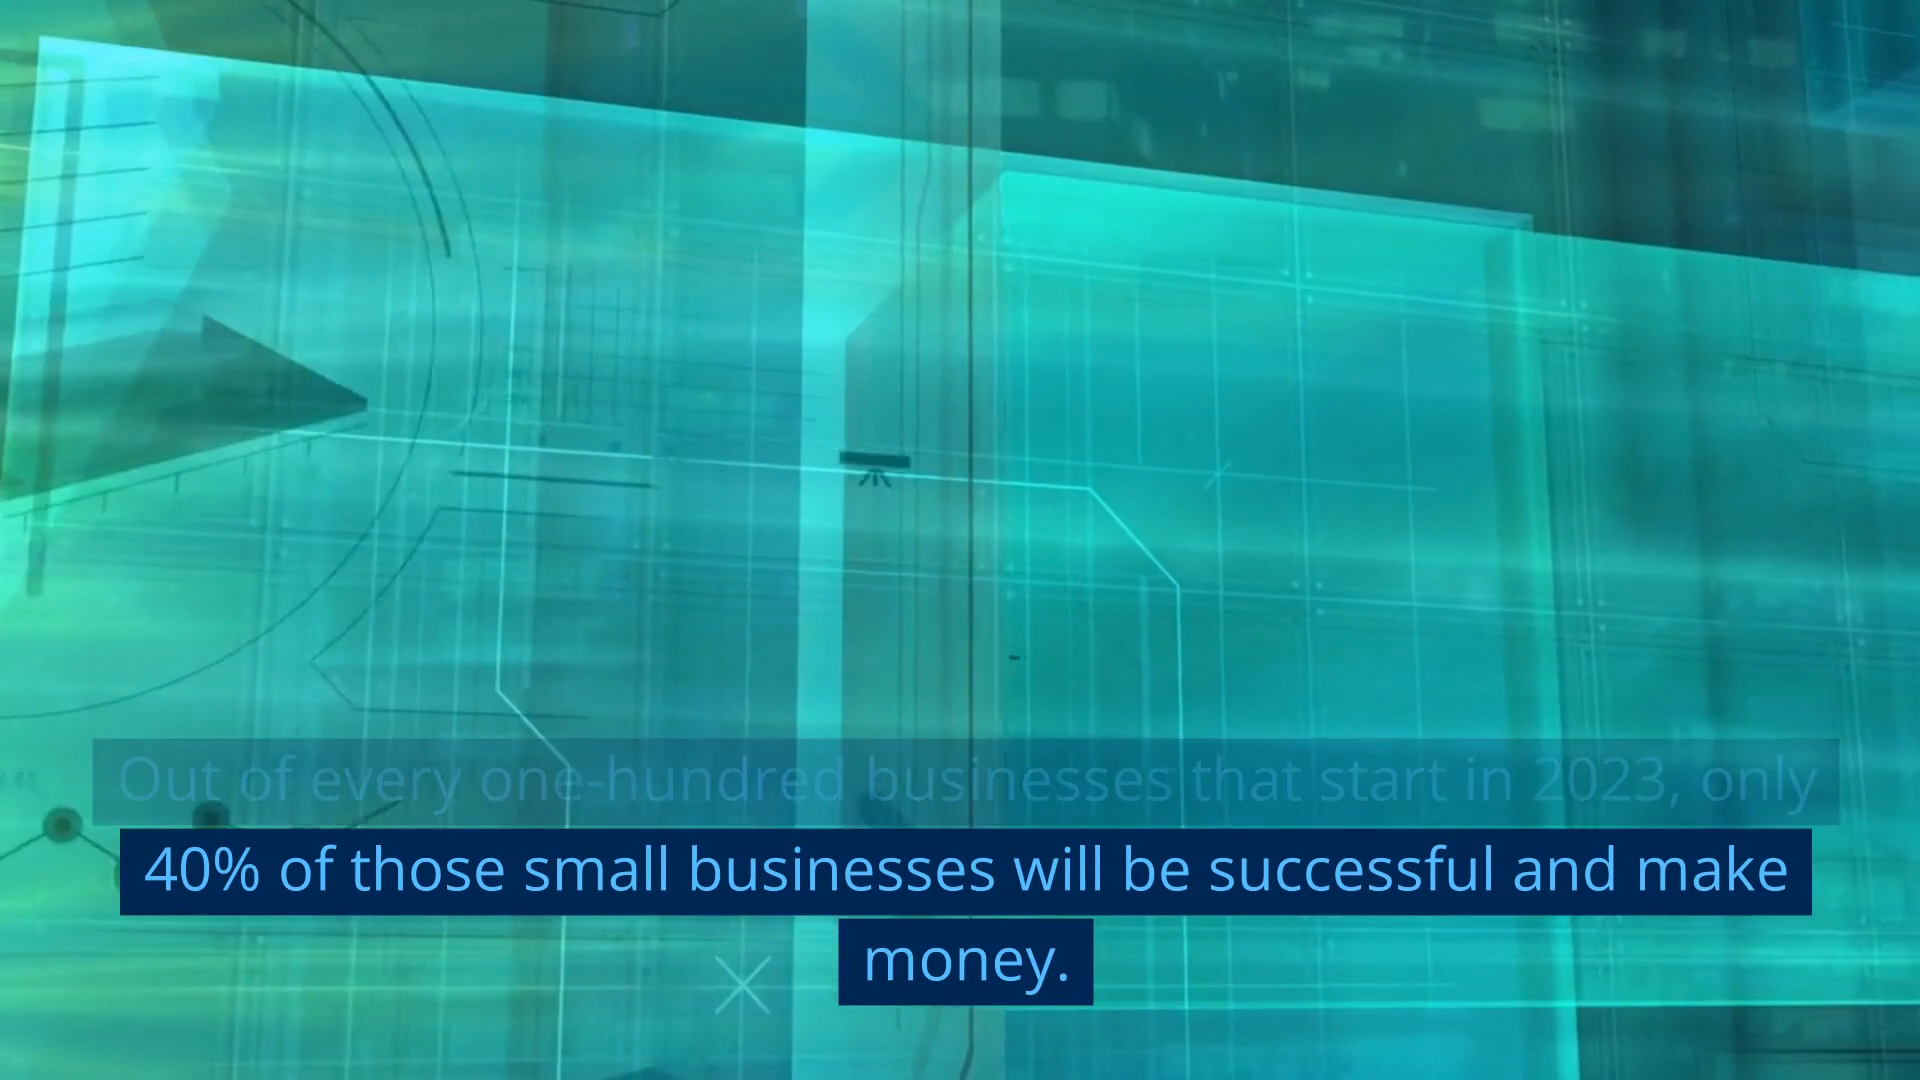 Out of every one-hundred businesses that start in 2023, only
40% of those small businesses will be successful and make
money.